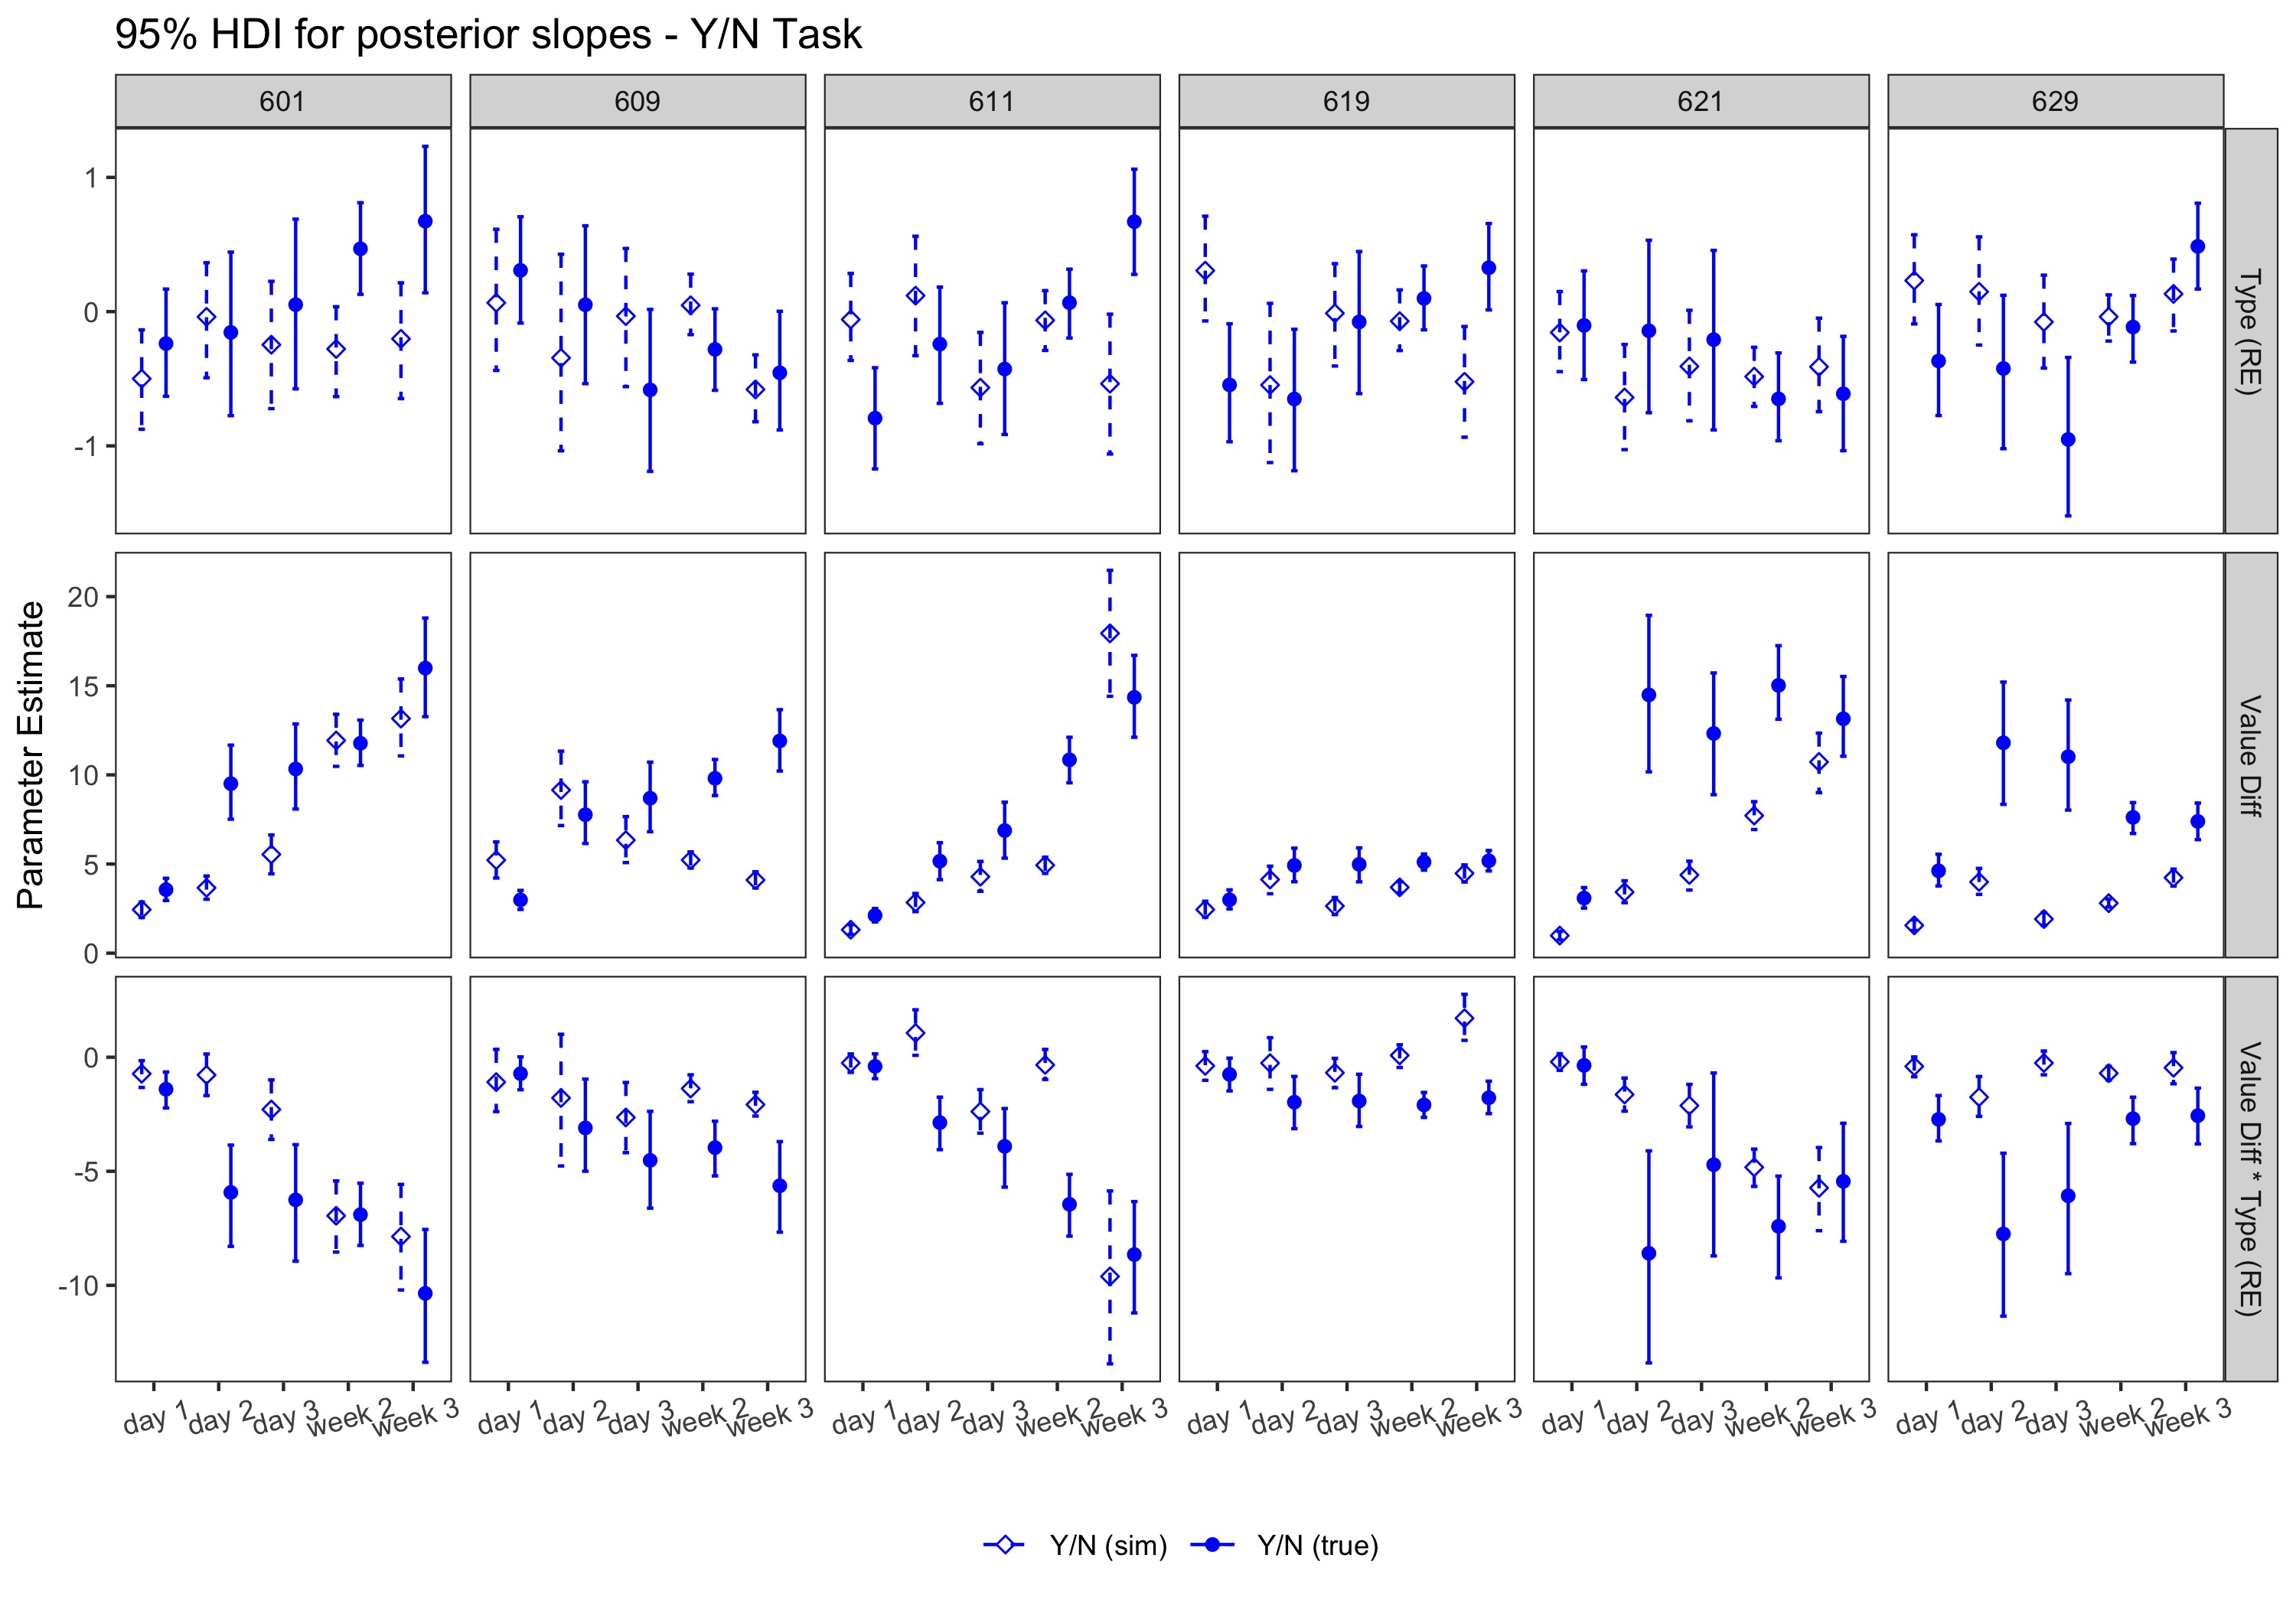 95% HDI for posterior slopes - Y/N Task
601 609 611 619 621 629
Parameter Estimate
1
0
-1
Type (RE)
20
15
10
5
0
Value Diff
0
-5
-10
Value Diff * Type (RE)
day 1 day 2 day 3 week 2 week 3 day 1 day 2 day 3 week 2 week 3 day 1 day 2 day 3 week 2 week 3 day 1 day 2 day 3 week 2 week 3 day 1 day 2 day 3 week 2 week 3 day 1 day 2 day 3 week 2 week 3
Y/N (sim) Y/N (true)